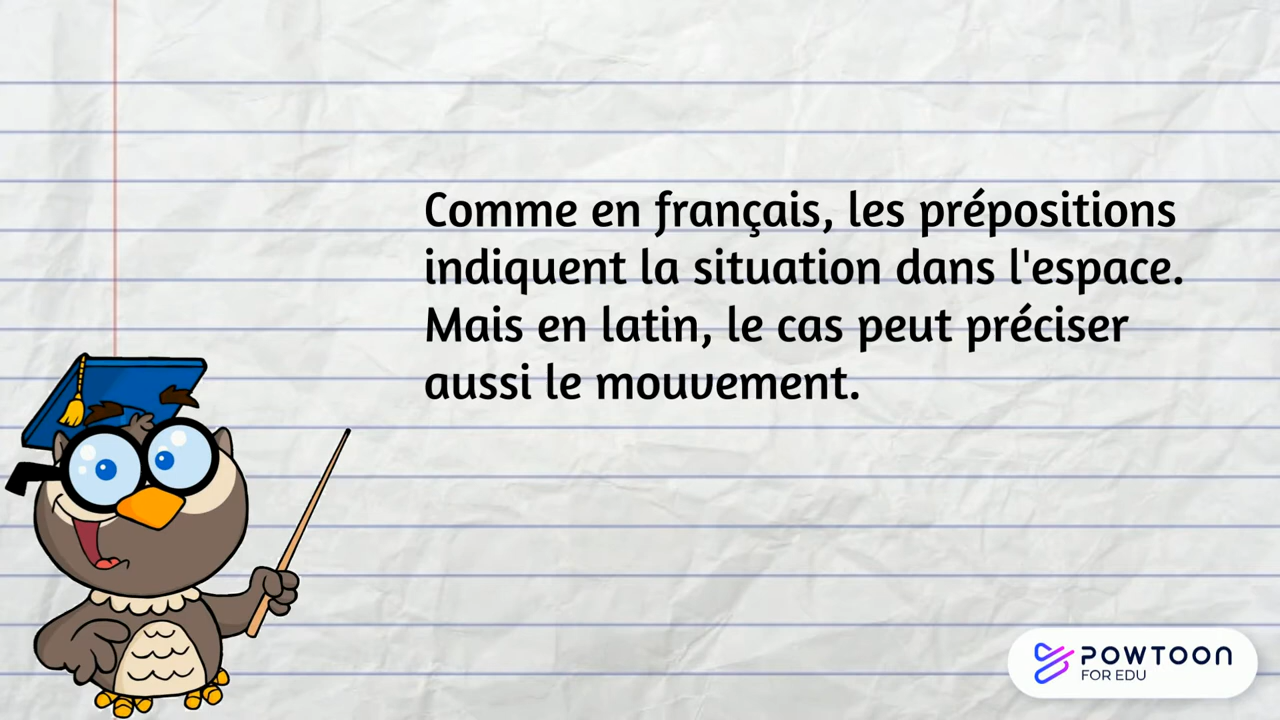 Comme en français, les prépositions
indiquent la situation dans l'espace.
Mais en latin, le cas peut préciser
aussi le mouvement.
POWTOON
FOR EDU